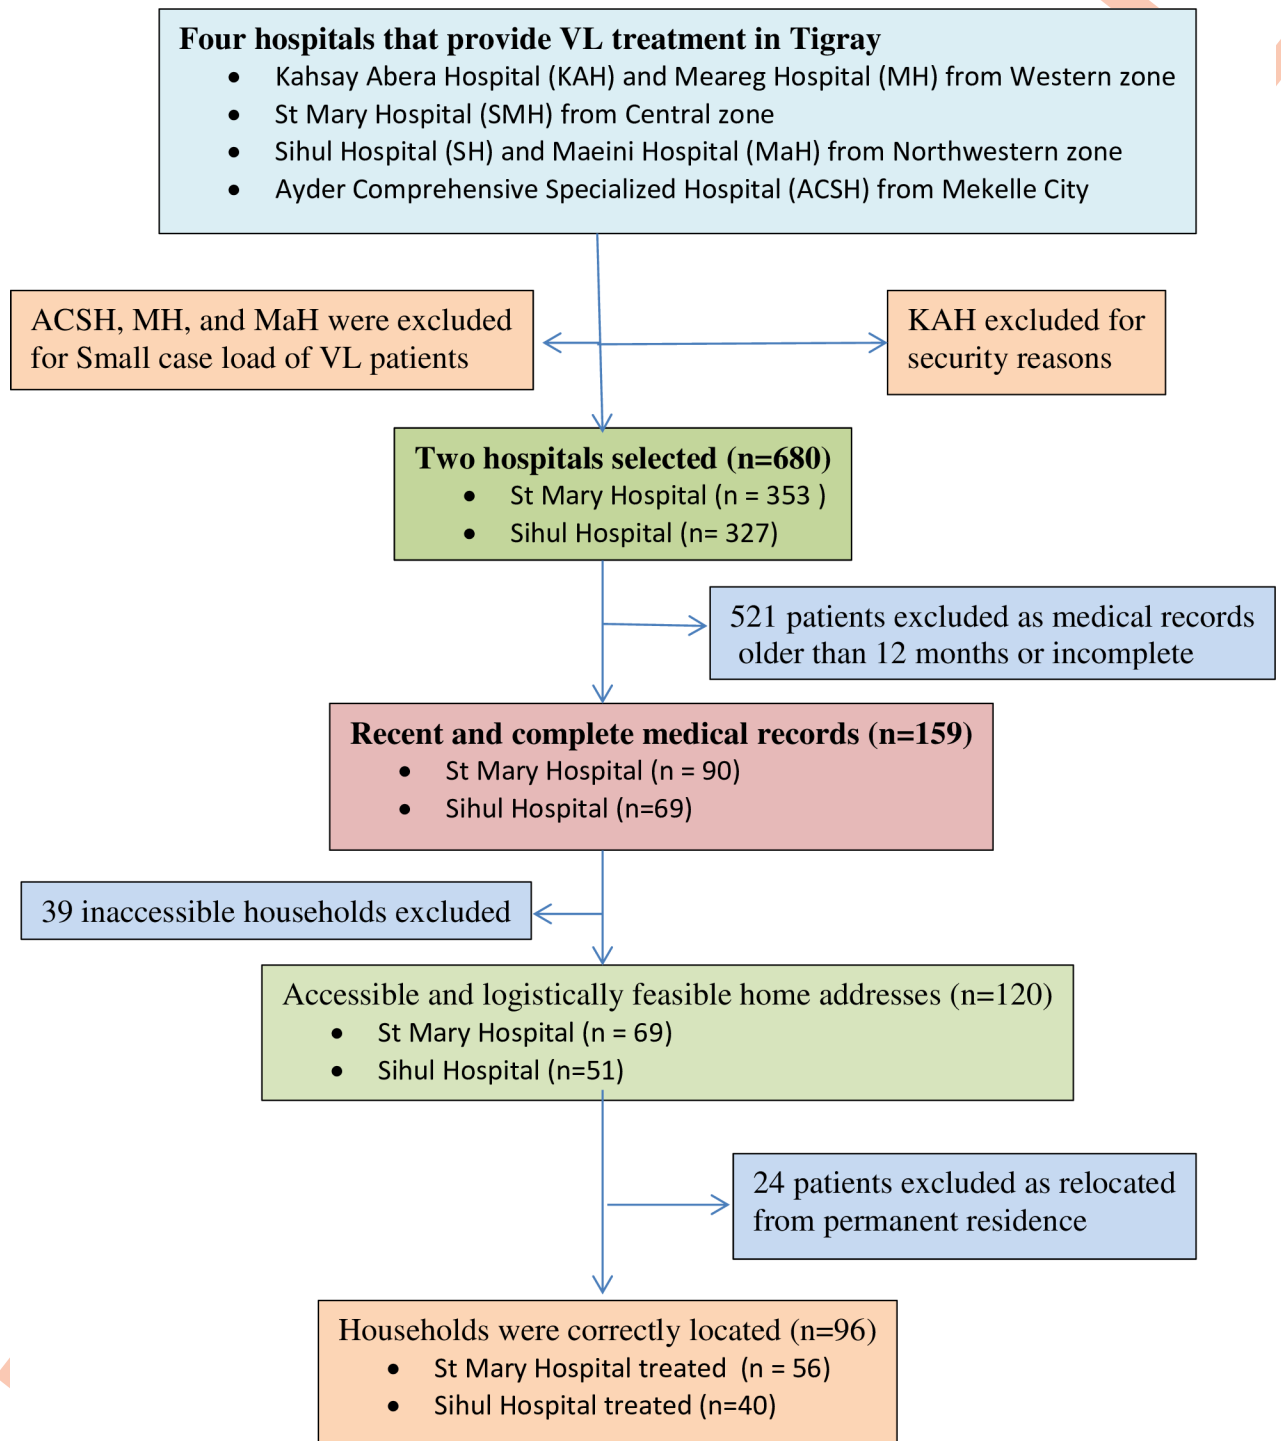 Four hospitals that provide VL treatment in Tigray
• Kahsay Abera Hospital (KAH) and Meareg Hospital (MH) from Western zone
• St Mary Hospital (SMH) from Central zone
• Sihul Hospital (SH) and Maeini Hospital (MaH) from Northwestern zone
• Ayder Comprehensive Specialized Hospital (ACSH) from Mekelle City
ACSH, MH, and MaH were excluded
for Small case load of VL patients
KAH excluded for
security reasons
Two hospitals selected (n=680)
• St Mary Hospital (n = 353 )
• Sihul Hospital (n= 327)
521 patients excluded as medical records
older than 12 months or incomplete
Recent and complete medical records (n=159)
• St Mary Hospital (n = 90)
• Sihul Hospital (n=69)
39 inaccessible households excluded
Accessible and logistically feasible home addresses (n=120)
• St Mary Hospital (n = 69)
• Sihul Hospital (n=51)
24 patients excluded as relocated
from permanent residence
Households were correctly located (n=96)
• St Mary Hospital treated (n = 56)
• Sihul Hospital treated (n=40)